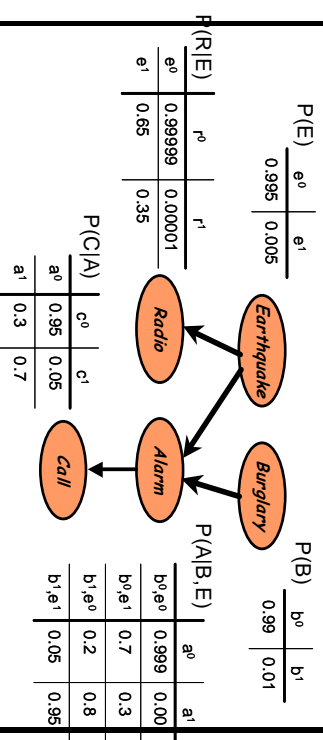 P(E)
e⁰ e¹
0.995 0.005
Earthquake
Burglary
P(B)
b⁰ b¹
0.99 0.01
P(R|E)
r⁰ r¹
e⁰ 0.99999 0.00001
e¹ 0.65 0.35
Radio
Alarm
P(A|B,E)
a⁰ a¹
b⁰,e⁰ 0.999 0.00
b⁰,e¹ 0.7 0.3
b¹,e⁰ 0.2 0.8
b¹,e¹ 0.05 0.95
P(C|A)
c⁰ c¹
a⁰ 0.95 0.05
a¹ 0.3 0.7
Call